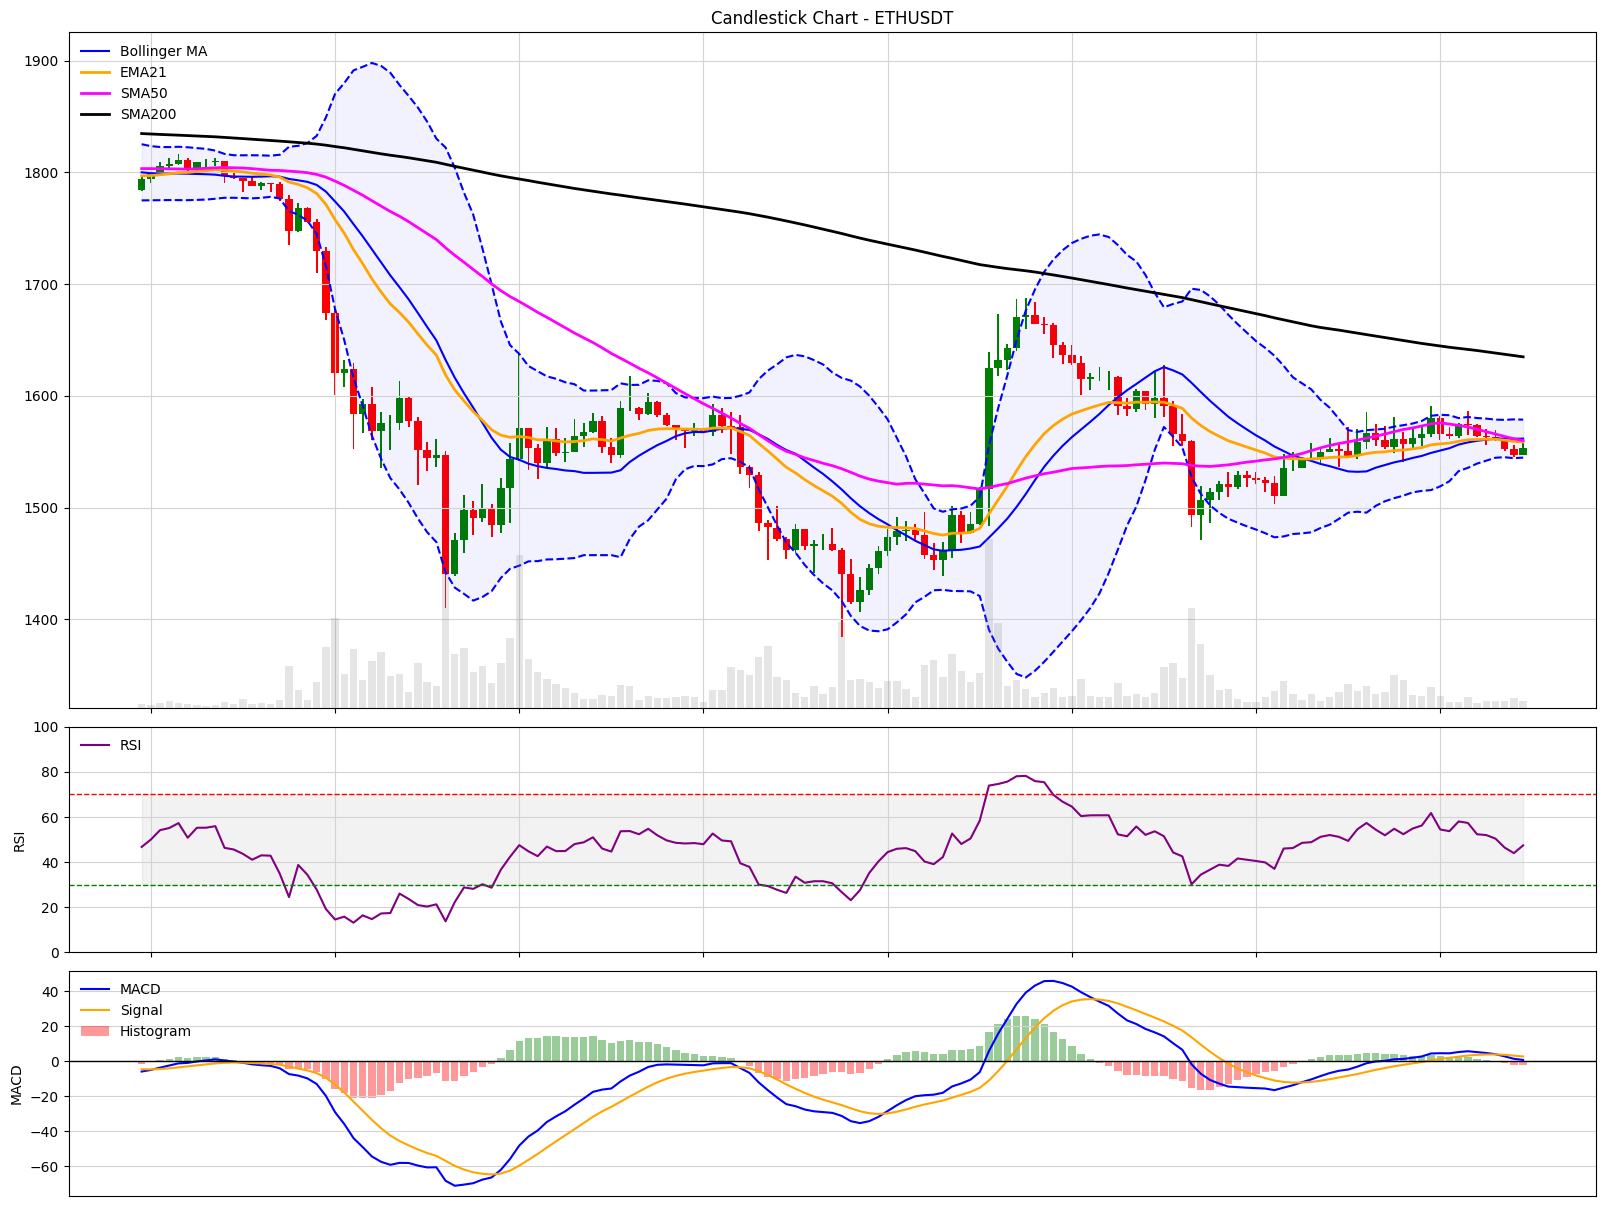 Candlestick Chart - ETHUSDT
Bollinger MA
EMA21
SMA50
SMA200
1900
1800
1700
1600
1500
1400
RSI
100
80
60
40
20
0
RSI
MACD
Signal
Histogram
40
20
0
−20
−40
−60
MACD